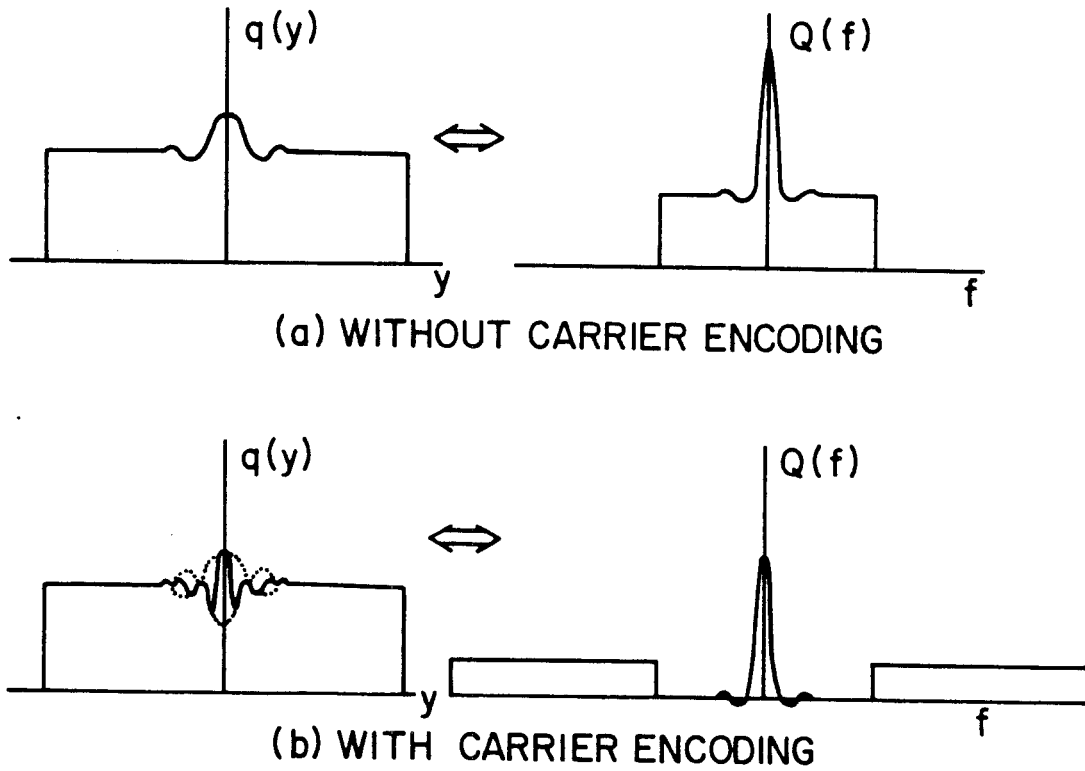 q(y)
Q(f)
y
f
(a) WITHOUT CARRIER ENCODING
q(y)
Q(f)
y
f
(b) WITH CARRIER ENCODING